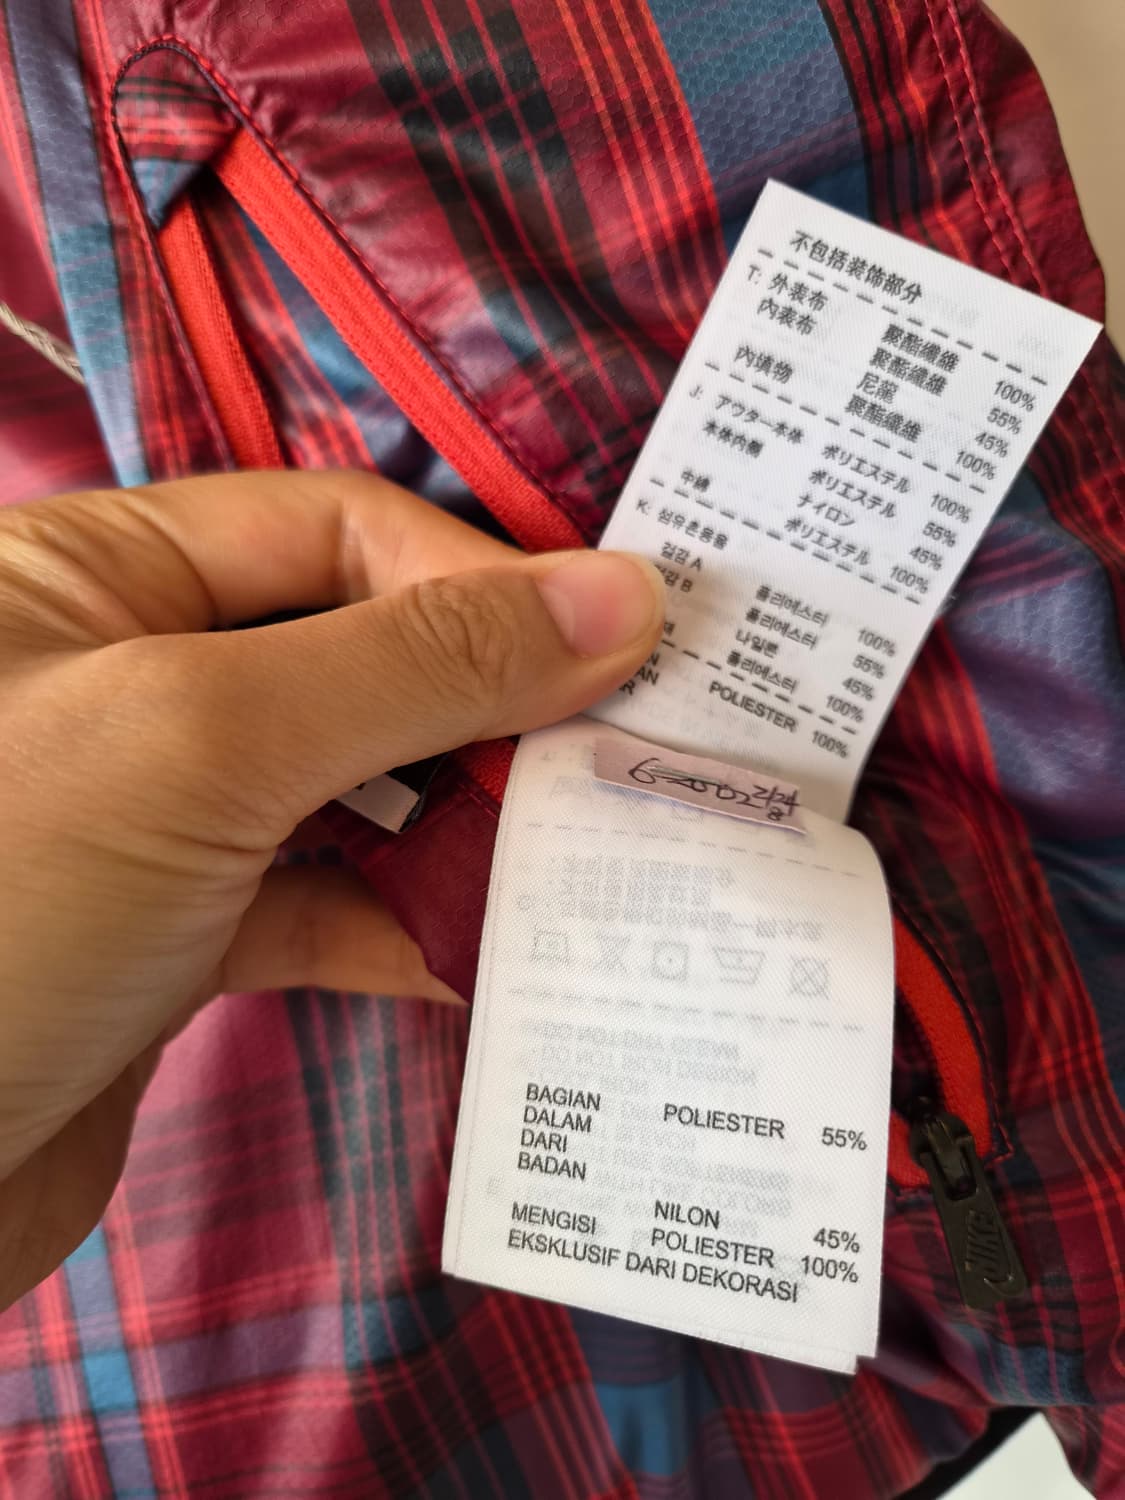 不包括装饰部分
T: 外表布 聚酯纖維 100%
內表布 聚酯纖維 55%
尼龍 45%
內填物 聚酯纖維 100%
J: アウター本体 ポリエステル 100%
本体内側 ポリエステル 55%
ナイロン 45%
中綿 ポリエステル 100%
K: 섬유혼용율
겉감 A 폴리에스터 100%
겉감 B 폴리에스터 55%
나일론 45%
폴리에스터 100%
POLIESTER 100%
BAGIAN POLIESTER 55%
DALAM
DARI
BADAN
NILON 45%
MENGISI POLIESTER 100%
EKSKLUSIF DARI DEKORASI
NIKE